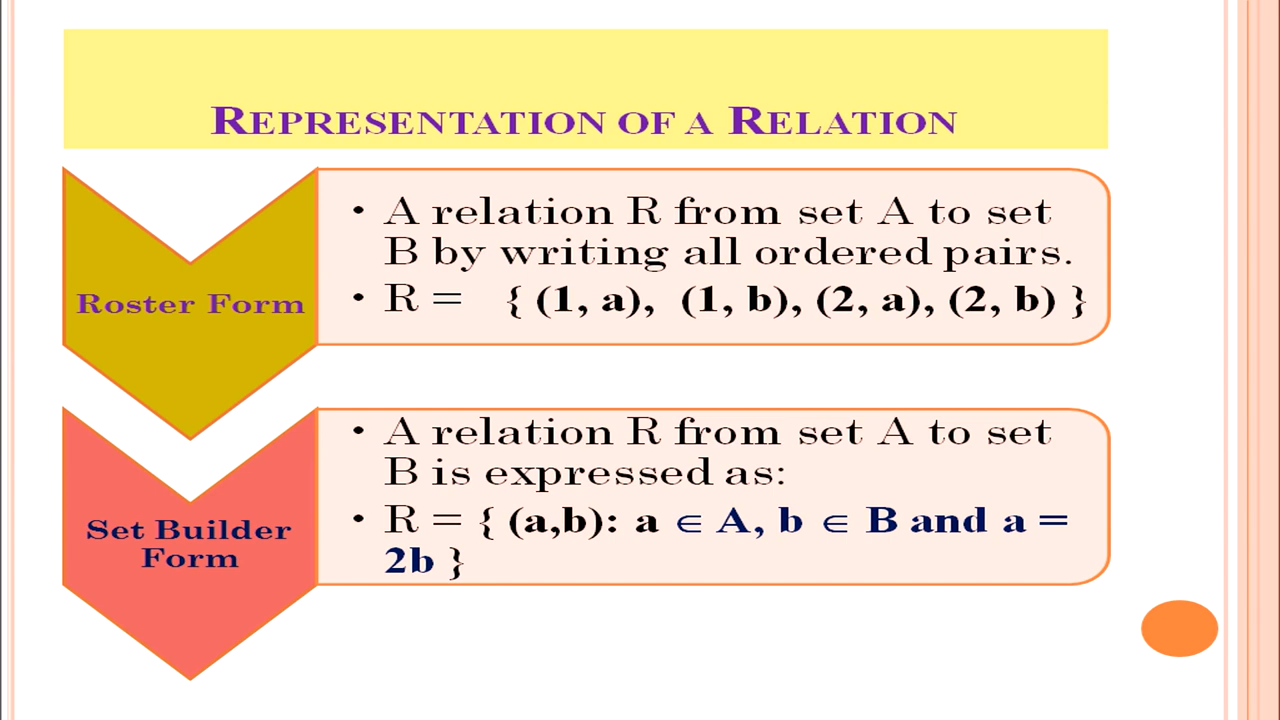 REPRESENTATION OF A RELATION
Roster Form
• A relation R from set A to set
B by writing all ordered pairs.
• R = { (1, a), (1, b), (2, a), (2, b) }
Set Builder
Form
• A relation R from set A to set
B is expressed as:
• R = { (a,b): a ∈ A, b ∈ B and a =
2b }